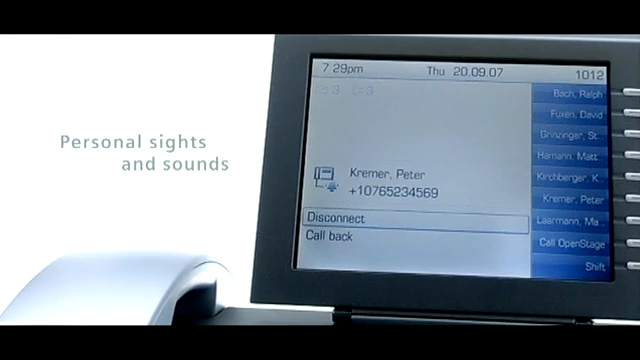 Personal sights
and sounds
7 29pm
Thu 20.09.07
1012
Kremer, Peter
+10765234569
Disconnect
Call back
Bach, Ralph
Fuxen, David
Grinzinger, St..
Hamann, Matt..
Kirchberger, K..
Kremer, Peter
Laarmann, Ma..
Call OpenStage
Shift